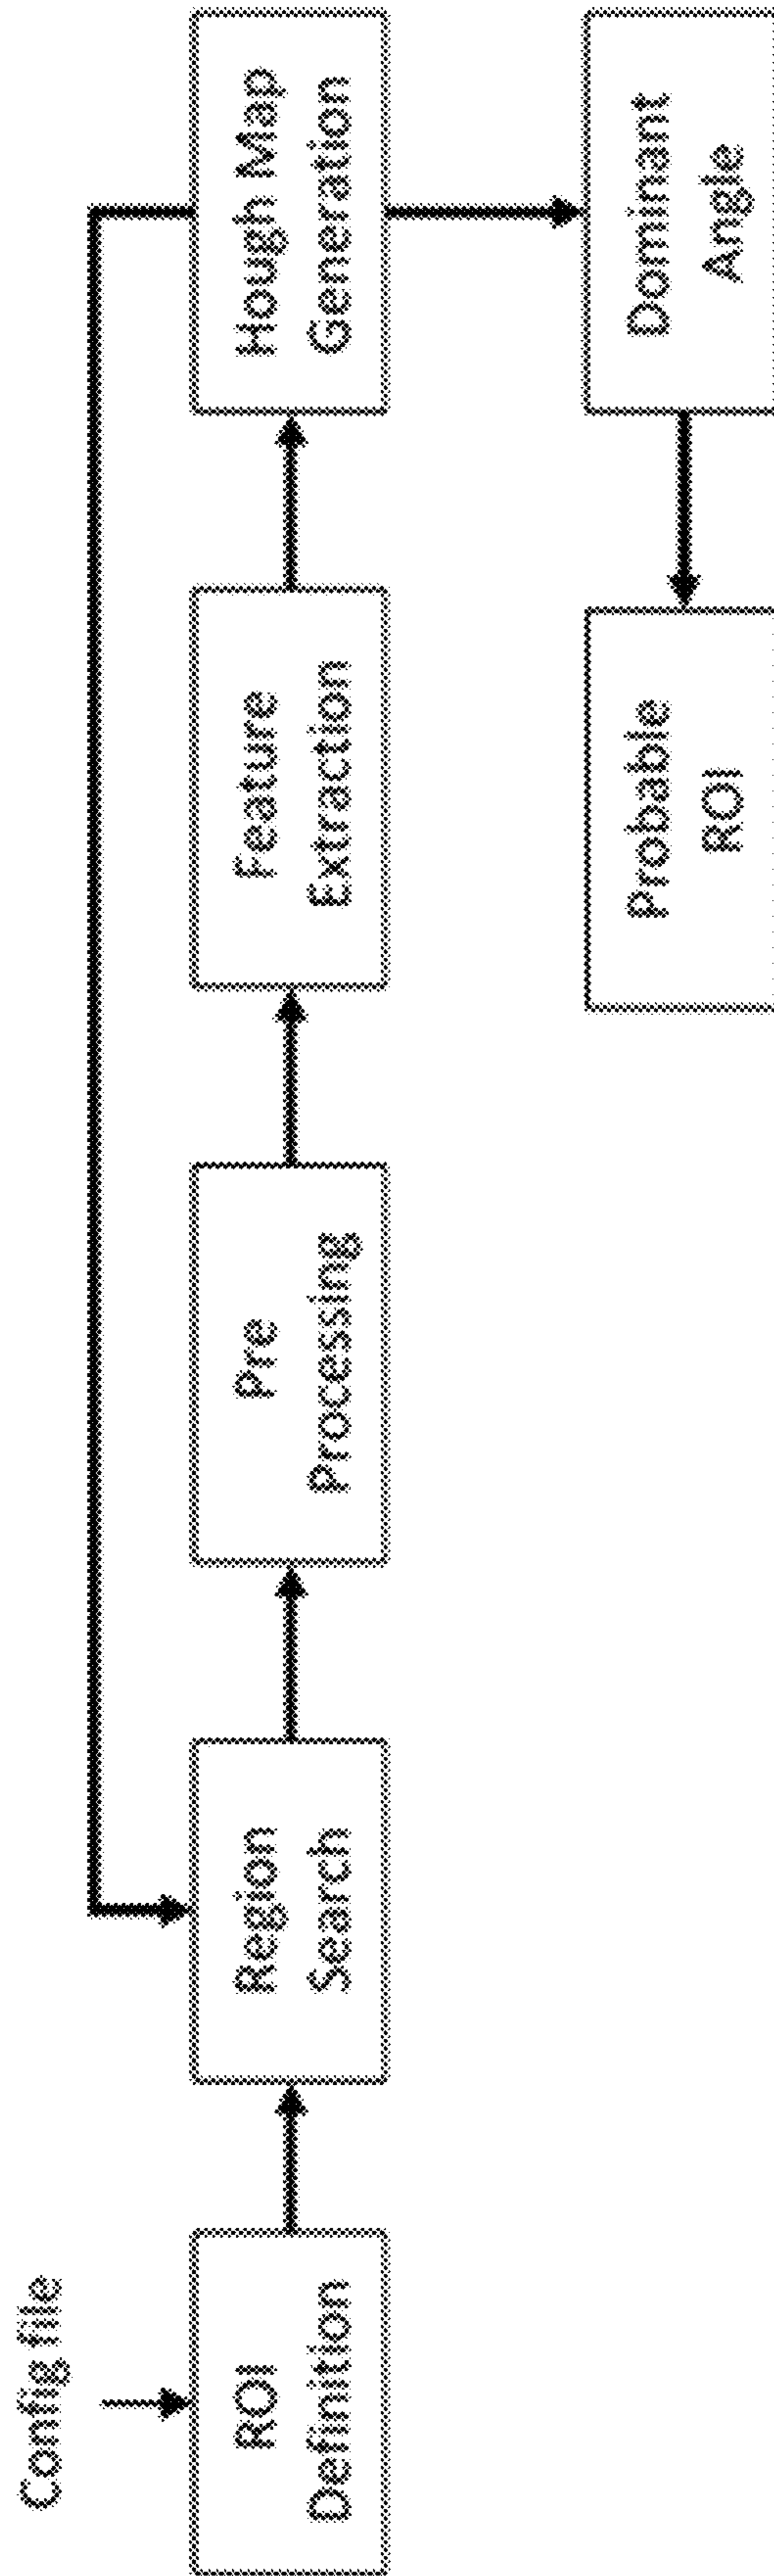 Config file
ROI
Definition
Region
Search
Pre
Processing
Feature
Extraction
Hough Map
Generation
Dominant
Angle
Probable
ROI